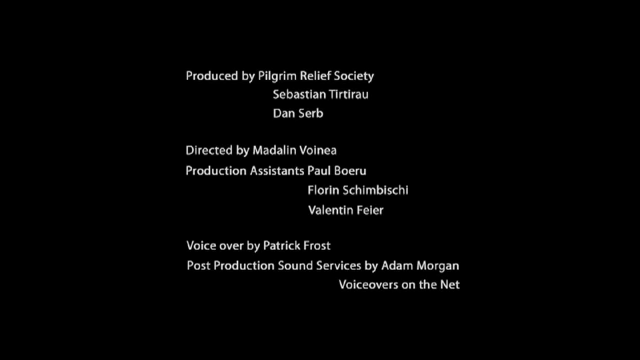 Produced by Pilgrim Relief Society
Sebastian Tirtirau
Dan Serb
Directed by Madalin Voinea
Production Assistants Paul Boeru
Florin Schimbischi
Valentin Feier
Voice over by Patrick Frost
Post Production Sound Services by Adam Morgan
Voiceovers on the Net